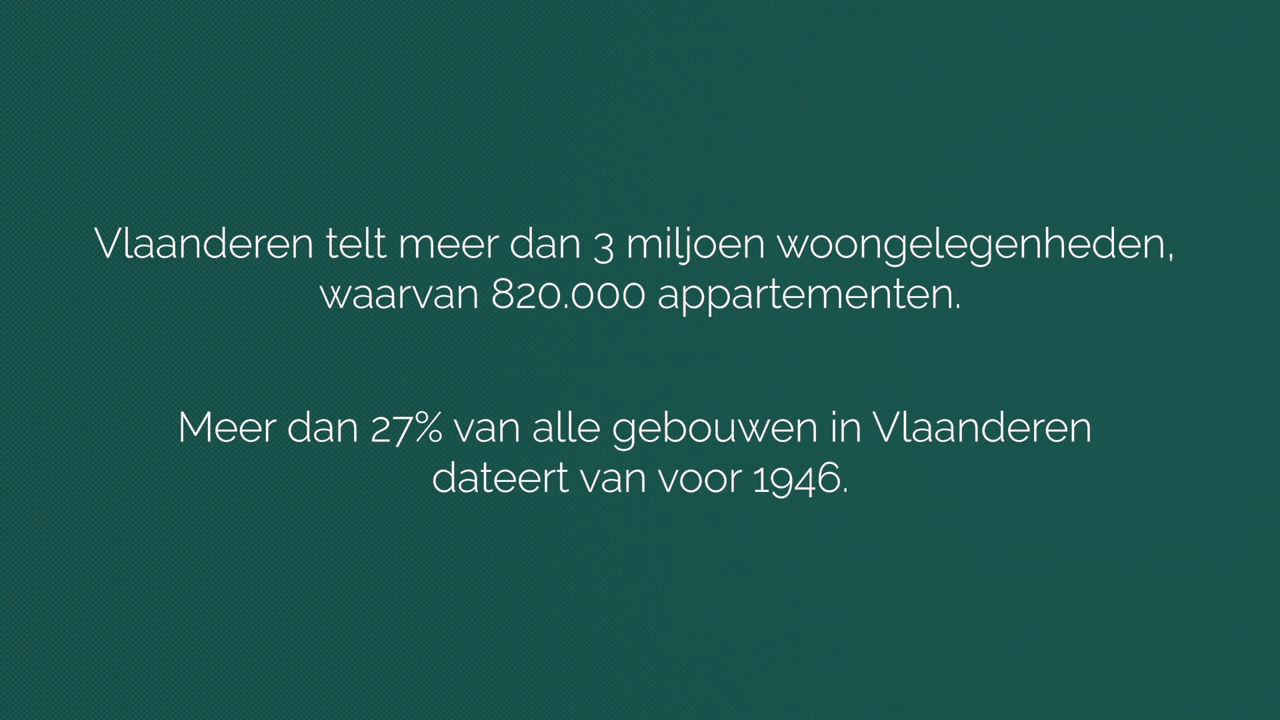 Vlaanderen telt meer dan 3 miljoen woongelegenheden,
waarvan 820.000 appartementen.
Meer dan 27% van alle gebouwen in Vlaanderen
dateert van voor 1946.